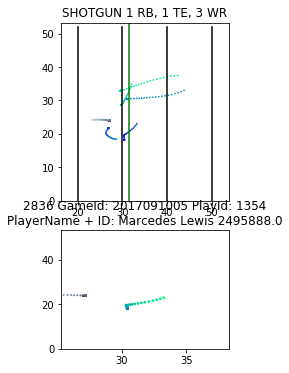 SHOTGUN 1 RB, 1 TE, 3 WR
50
40
30
20
10
0
20 30 40 50
2836 GameId: 2017091005 PlayId: 1354
PlayerName + ID: Marcedes Lewis 2495888.0
40
20
0
30 35